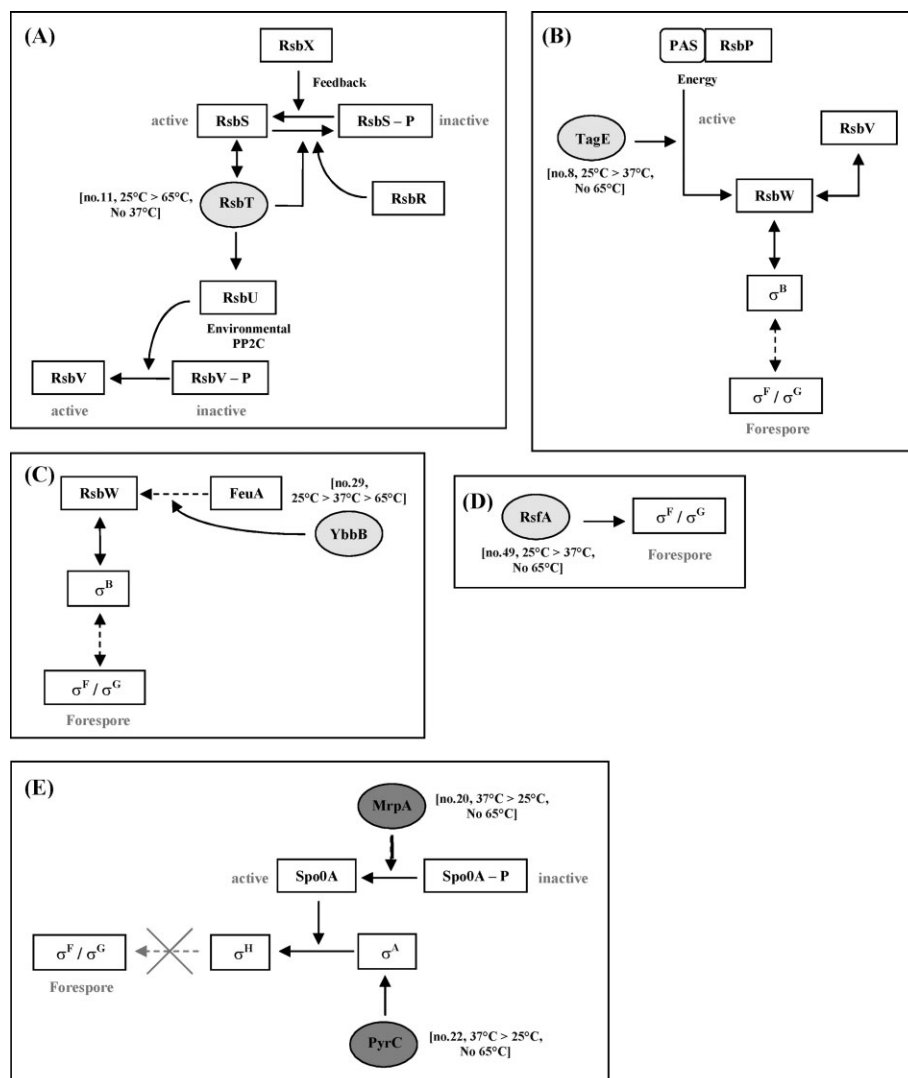 (A)
RsbX
Feedback
active
RsbS
RsbS – P
inactive
[no.11, 25°C > 65°C,
No 37°C]
RsbT
RsbR
RsbU
Environmental
PP2C
RsbV
RsbV – P
active
inactive
(B)
PAS
RsbP
Energy
active
RsbV
TagE
[no.8, 25°C > 37°C,
No 65°C]
RsbW
σᴮ
σᶠ / σᴳ
Forespore
(C)
RsbW
FeuA
[no.29,
25°C > 37°C > 65°C]
YbbB
σᴮ
σᶠ / σᴳ
Forespore
(D)
RsfA
σᶠ / σᴳ
[no.49, 25°C > 37°C,
No 65°C]
Forespore
(E)
MrpA
[no.20, 37°C > 25°C,
No 65°C]
active
Spo0A
Spo0A – P
inactive
σᶠ / σᴳ
σᴴ
σᴬ
Forespore
PyrC
[no.22, 37°C > 25°C,
No 65°C]